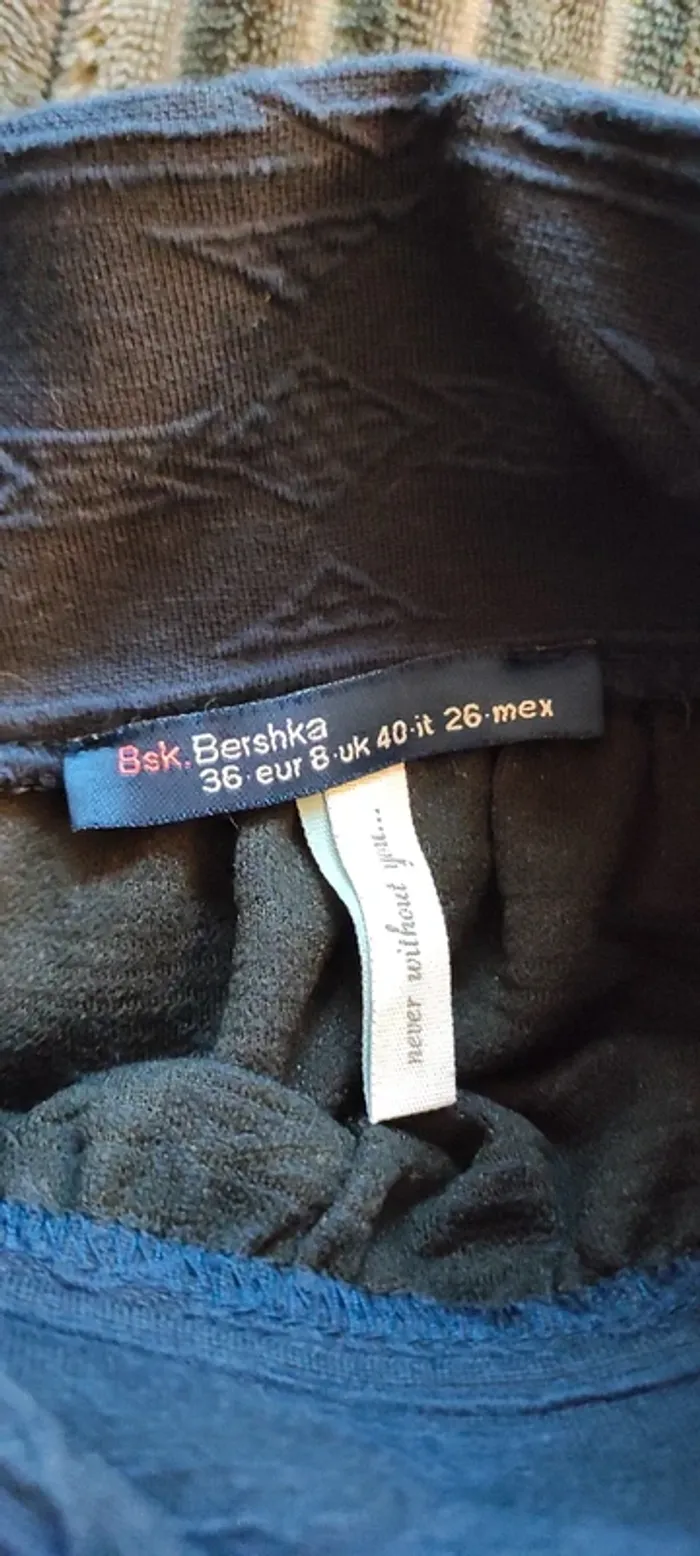 Bsk.Bershka
36·eur 8·uk 40·it 26·mex
never without you...